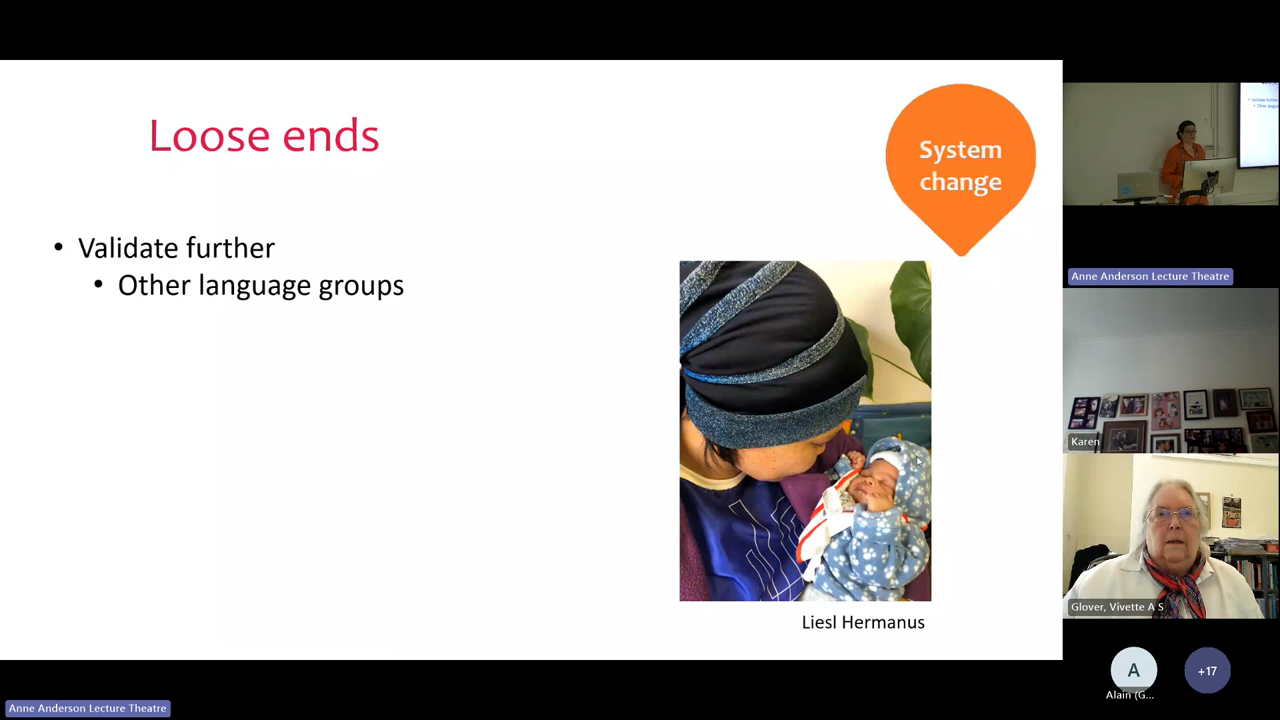 Loose ends
System
change
• Validate further
• Other language groups
Liesl Hermanus
Anne Anderson Lecture Theatre
Karen
Glover, Vivette A S
A
+17
Alain (G...
Anne Anderson Lecture Theatre